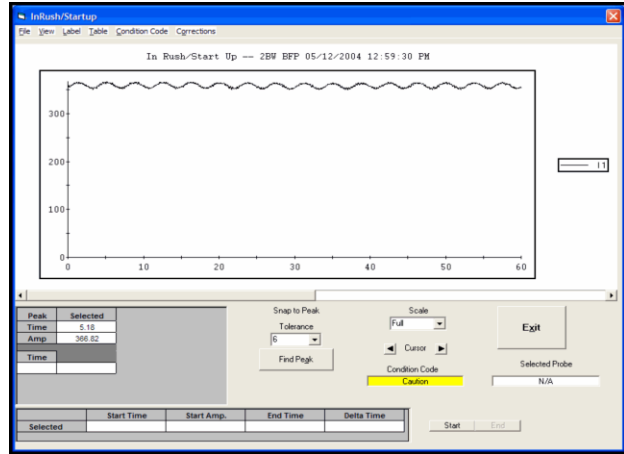 InRush/Startup
File View Label Table Condition Code Corrections
In Rush/Start Up -- 2BW BFP 05/12/2004 12:59:30 PM
300
200
100
0
0 10 20 30 40 50 60
I1
Peak Selected
Time 5.18
Amp 366.82
Time
Snap to Peak
Tolerance
6
Find Peak
Scale
Full
Cursor
Condition Code
Caution
Exit
Selected Probe
N/A
Start Time Start Amp. End Time Delta Time
Selected
Start End